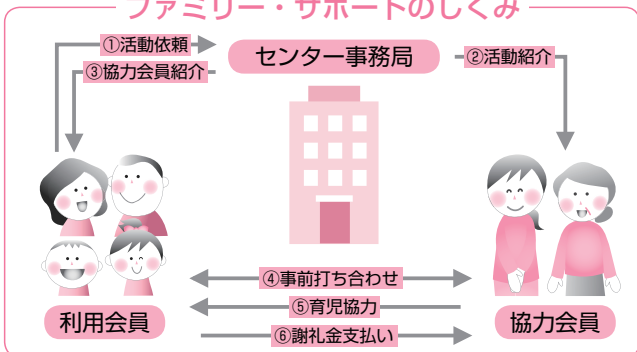 ファミリー・サポートのしくみ
①活動依頼
センター事務局
②活動紹介
③協力会員紹介
④事前打ち合わせ
⑤育児協力
利用会員
協力会員
⑥謝礼金支払い